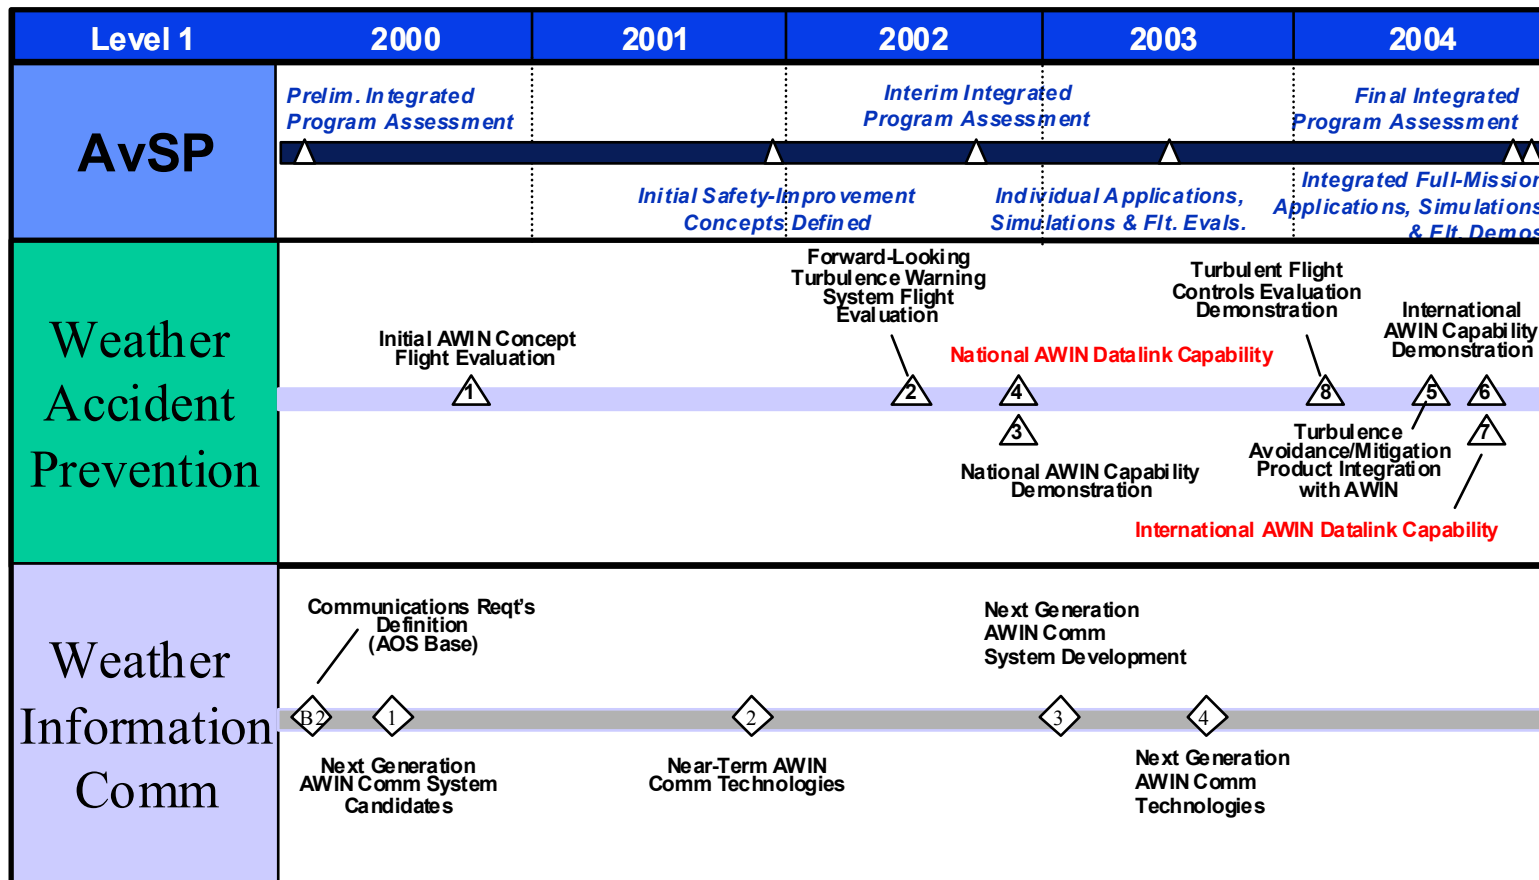 Level 1 2000 2001 2002 2003 2004
AvSP
Prelim. Integrated
Program Assessment
Interim Integrated
Program Assessment
Final Integrated
Program Assessment
Initial Safety-Improvement
Concepts Defined
Individual Applications,
Simulations & Flt. Evals.
Integrated Full-Mission
Applications, Simulations
& Flt. Demos
Weather
Accident
Prevention
Initial AWIN Concept
Flight Evaluation
Forward-Looking
Turbulence Warning
System Flight
Evaluation
National AWIN Datalink Capability
Turbulent Flight
Controls Evaluation
Demonstration
International
AWIN Capability
Demonstration
1 2 4 8 5 6
3 7
National AWIN Capability
Demonstration
Turbulence
Avoidance/Mitigation
Product Integration
with AWIN
International AWIN Datalink Capability
Weather
Information
Comm
Communications Reqt's
Definition
(AOS Base)
Next Generation
AWIN Comm
System Development
B2 1 2 3 4
Next Generation
AWIN Comm System
Candidates
Near-Term AWIN
Comm Technologies
Next Generation
AWIN Comm
Technologies